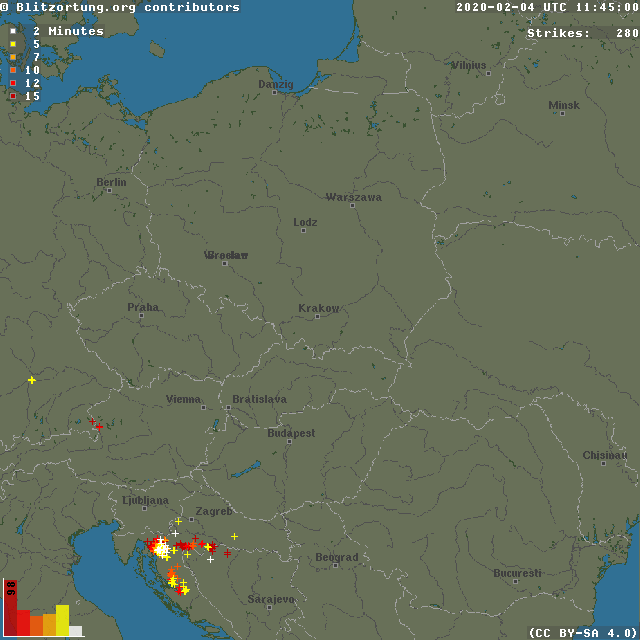 © Blitzortung.org contributors
2020-02-04 UTC 11:45:00
2 Minutes
5
7
10
12
15
Strikes: 280
Vilnius
Danzig
Minsk
Berlin
Warszawa
Lodz
Krakow
Praha
Vienna
Bratislava
Budapest
Chisinau
Ljubljana
Zagreb
Beograd
Bucuresti
Sarajevo
98
(CC BY-SA 4.0)